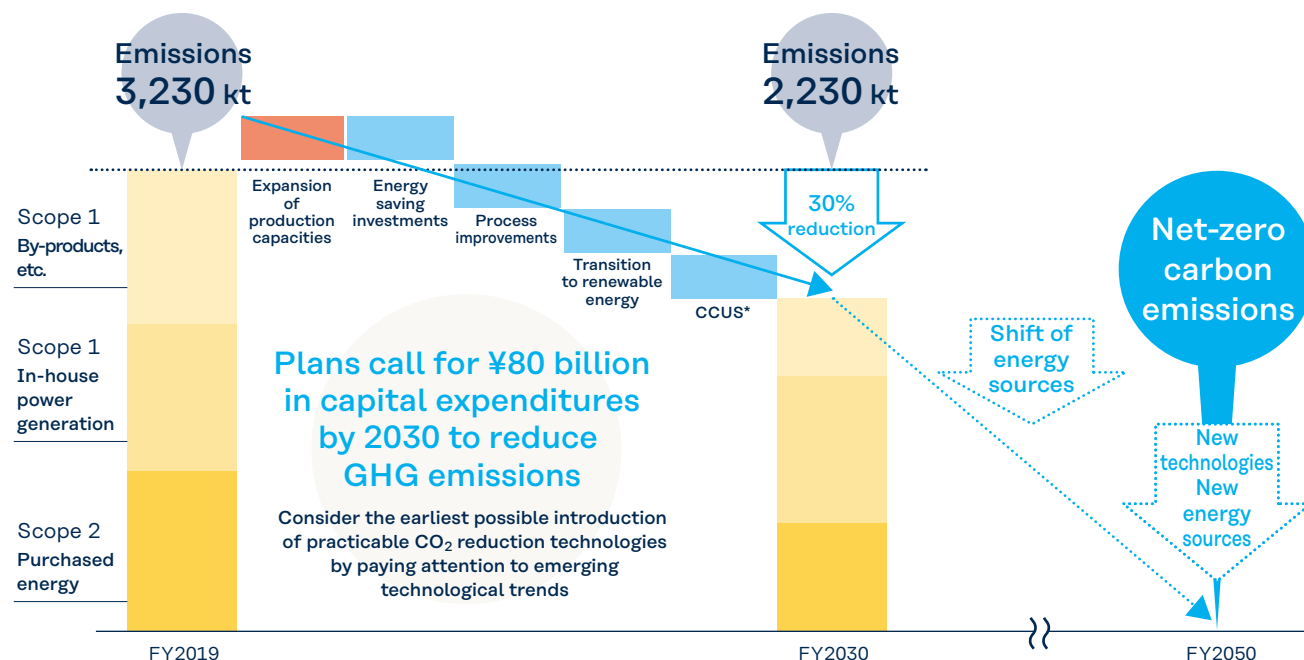 Emissions
3,230 kt
Emissions
2,230 kt
Expansion
of
production
capacities
Energy
saving
investments
Process
improvements
Transition
to renewable
energy
CCUS*
30%
reduction
Net-zero
carbon
emissions
Scope 1
By-products,
etc.
Scope 1
In-house
power
generation
Scope 2
Purchased
energy
Plans call for ¥80 billion
in capital expenditures
by 2030 to reduce
GHG emissions
Consider the earliest possible introduction
of practicable CO₂ reduction technologies
by paying attention to emerging
technological trends
Shift of
energy
sources
New
technologies
New
energy
sources
FY2019
FY2030
FY2050